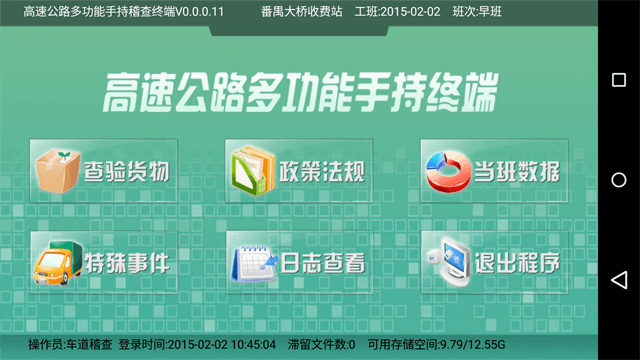 高速公路多功能手持稽查终端V0.0.0.11 番禺大桥收费站 工班:2015-02-02 班次:早班
高速公路多功能手持终端
查验货物 政策法规 当班数据
特殊事件 日志查看 退出程序
操作员:车道稽查 登录时间:2015-02-02 10:45:04 滞留文件数:0 可用存储空间:9.79/12.55G